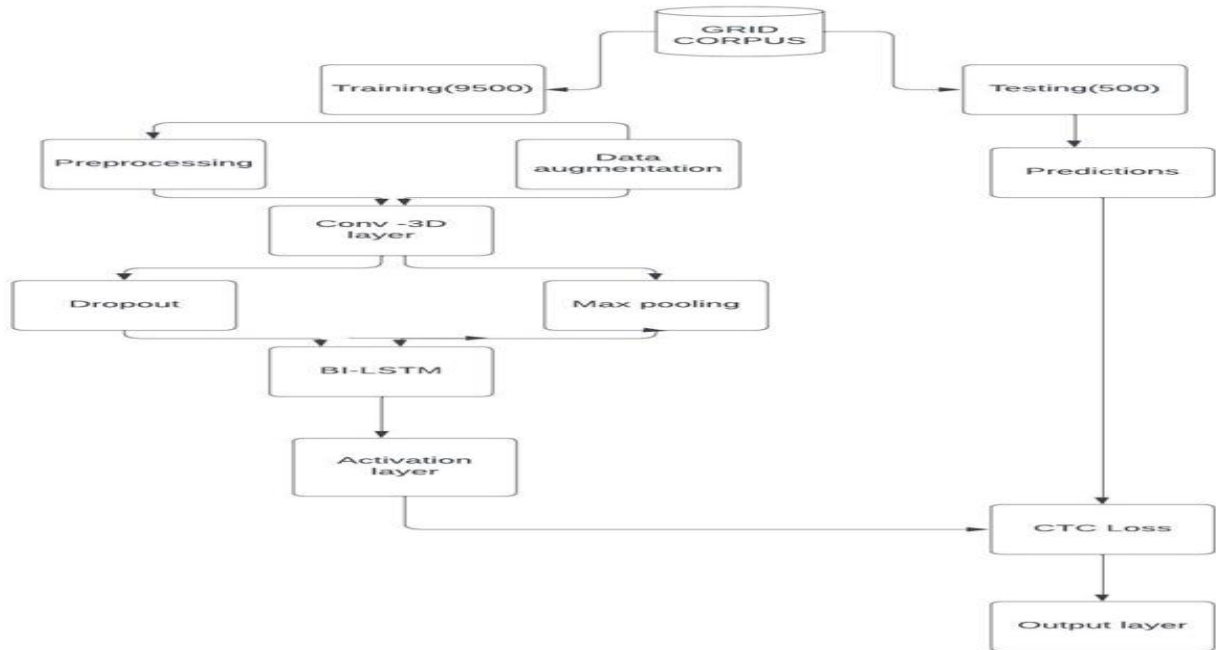 GRID
CORPUS
Training(9500)
Testing(500)
Preprocessing
Data
augmentation
Predictions
Conv -3D
layer
Dropout
Max pooling
BI-LSTM
Activation
layer
CTC Loss
Output layer